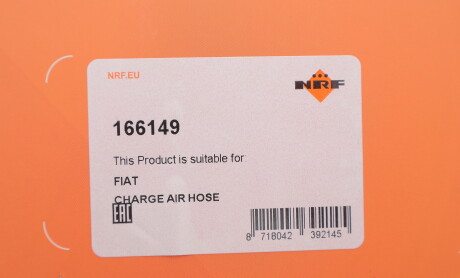 NRF.EU
NRF
166149
This Product is suitable for
FIAT
CHARGE AIR HOSE
EAC
8 718042 392145